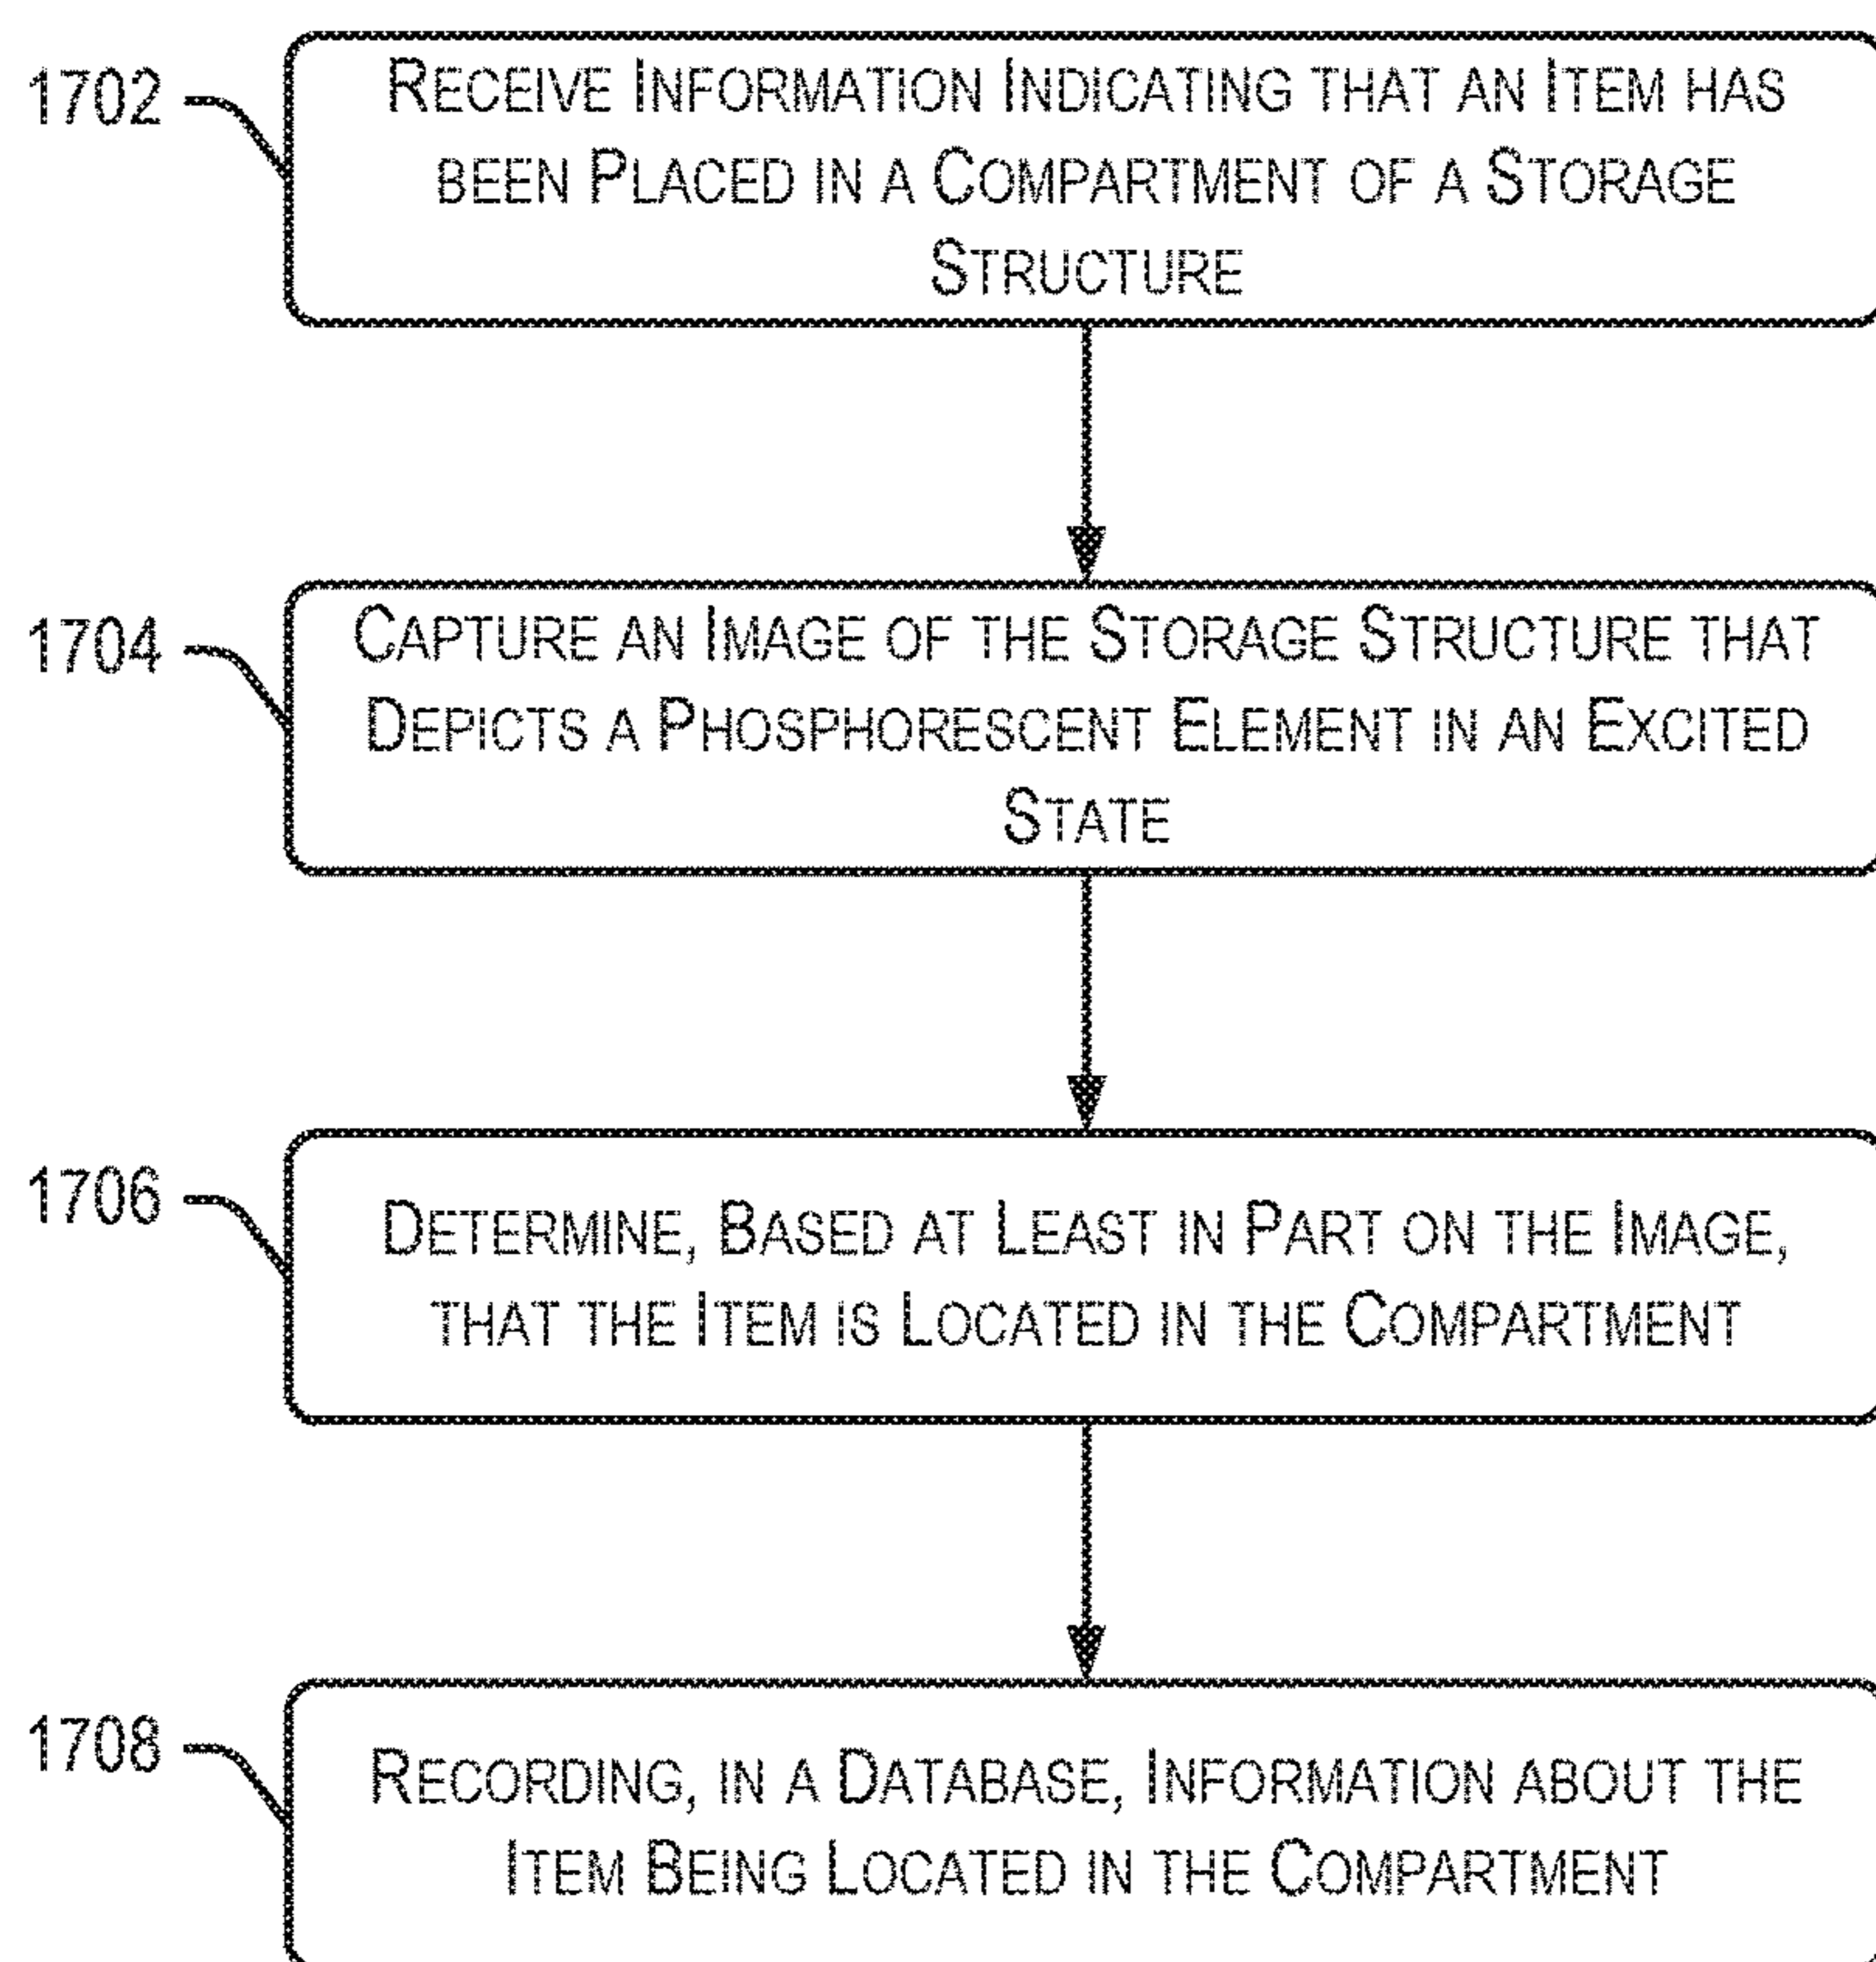 1702
RECEIVE INFORMATION INDICATING THAT AN ITEM HAS
BEEN PLACED IN A COMPARTMENT OF A STORAGE
STRUCTURE
1704
CAPTURE AN IMAGE OF THE STORAGE STRUCTURE THAT
DEPICTS A PHOSPHORESCENT ELEMENT IN AN EXCITED
STATE
1706
DETERMINE, BASED AT LEAST IN PART ON THE IMAGE,
THAT THE ITEM IS LOCATED IN THE COMPARTMENT
1708
RECORDING, IN A DATABASE, INFORMATION ABOUT THE
ITEM BEING LOCATED IN THE COMPARTMENT